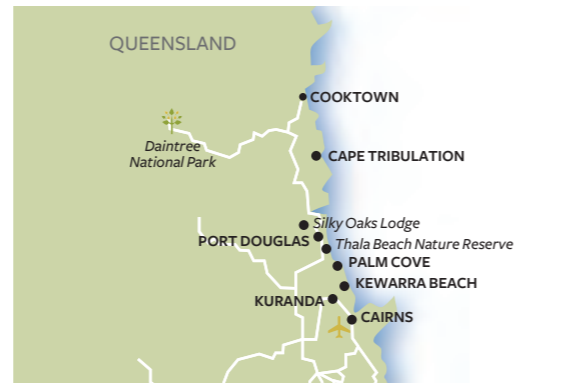 QUEENSLAND
COOKTOWN
Daintree
National Park
CAPE TRIBULATION
Silky Oaks Lodge
PORT DOUGLAS
Thala Beach Nature Reserve
PALM COVE
KEWARRA BEACH
KURANDA
CAIRNS